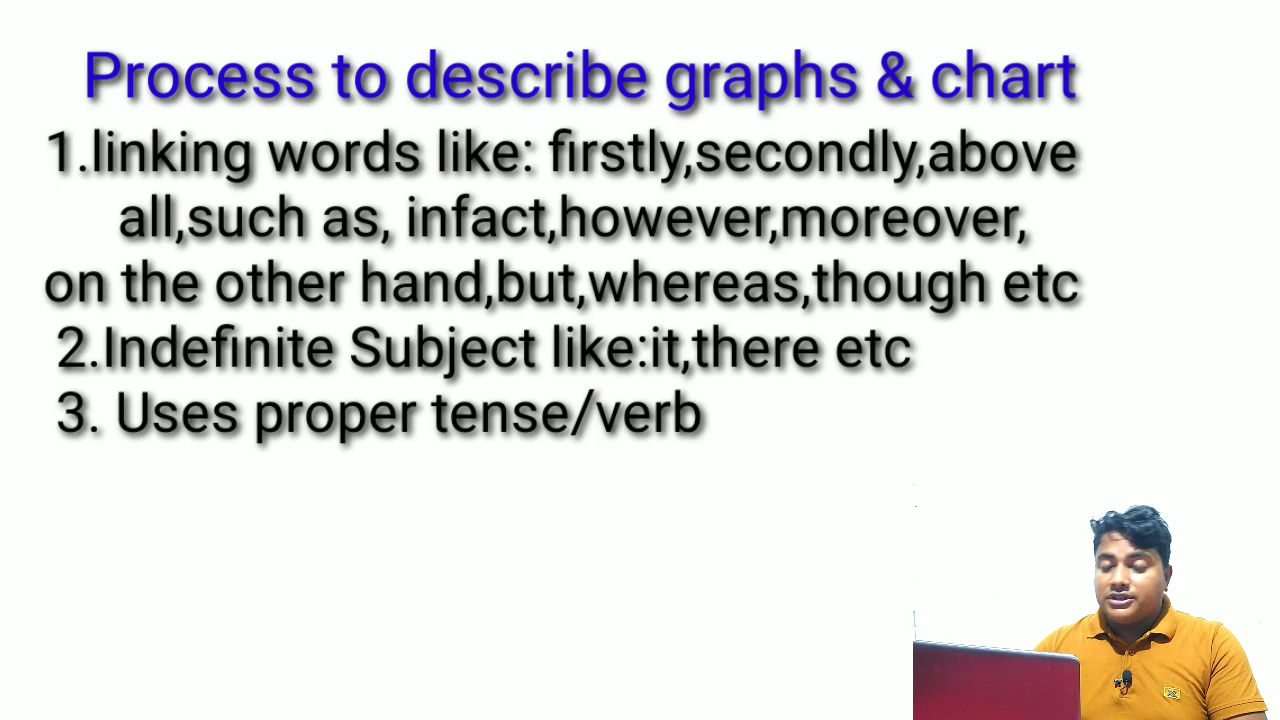 Process to describe graphs & chart
1.linking words like: firstly,secondly,above
all,such as, infact,however,moreover,
on the other hand,but,whereas,though etc
2.Indefinite Subject like:it,there etc
3. Uses proper tense/verb